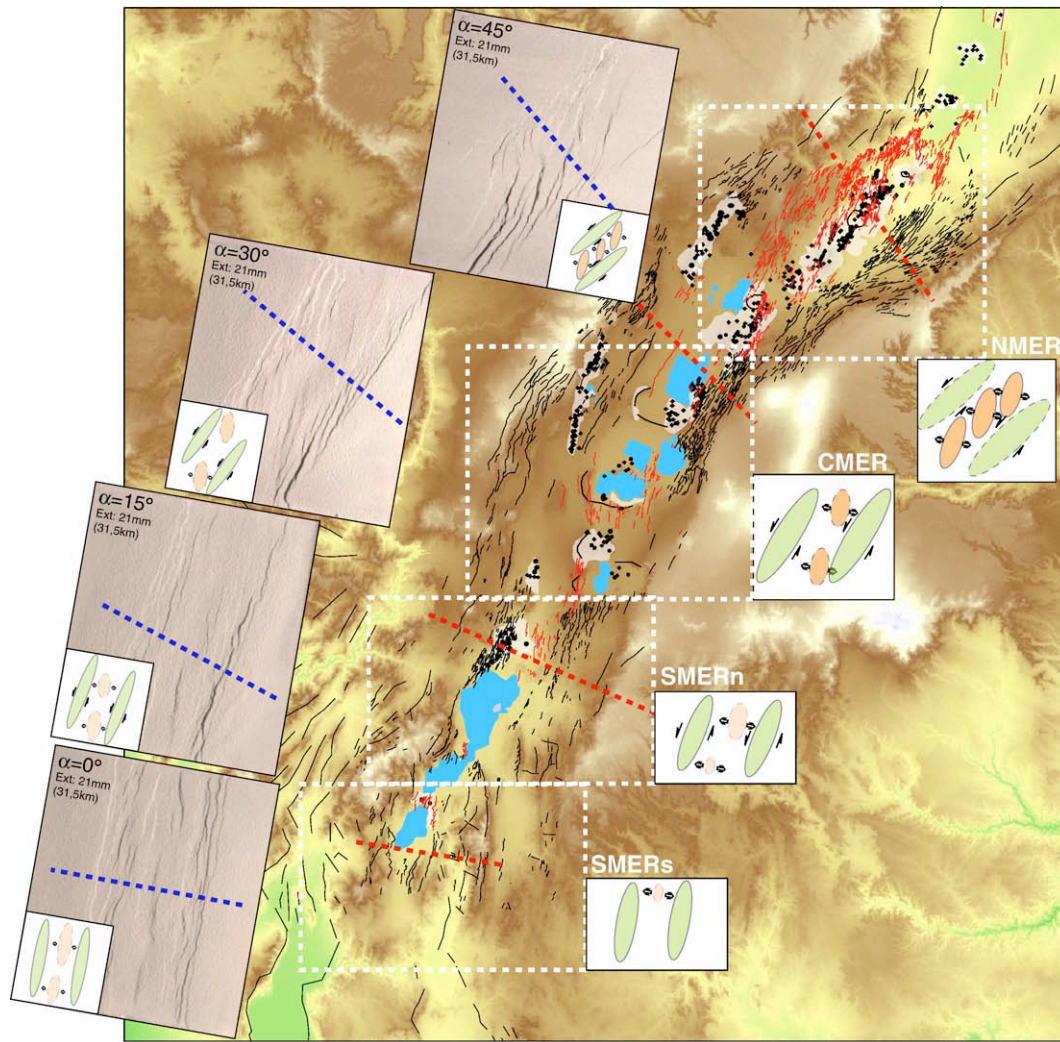 α=45°
Ext: 21mm
(31,5km)
α=30°
Ext: 21mm
(31,5km)
NMER
CMER
α=15°
Ext: 21mm
(31,5km)
SMERn
α=0°
Ext: 21mm
(31,5km)
SMERs